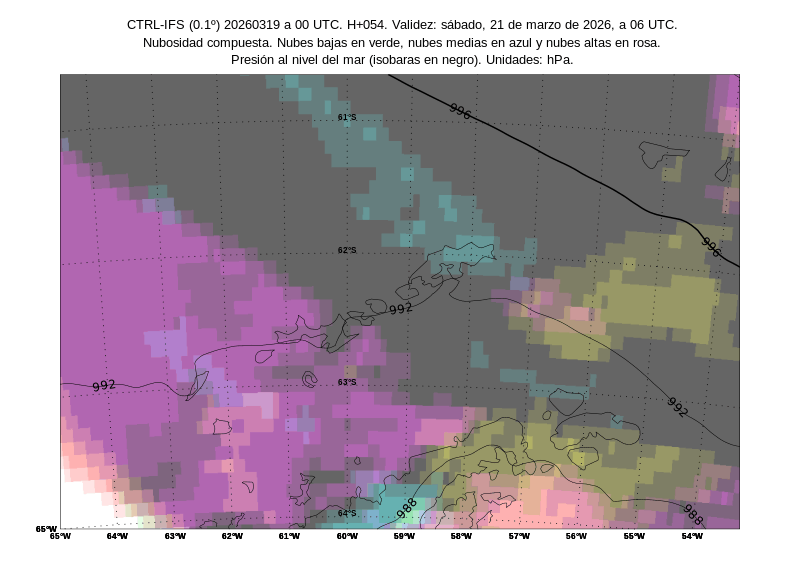 CTRL-IFS (0.1º) 20260319 a 00 UTC. H+054. Validez: sábado, 21 de marzo de 2026, a 06 UTC.
Nubosidad compuesta. Nubes bajas en verde, nubes medias en azul y nubes altas en rosa.
Presión al nivel del mar (isobaras en negro). Unidades: hPa.
996
61°S
996
62°S
992
63°S
992
992
988
988
64°S
65°W
65°W 64°W 63°W 62°W 61°W 60°W 59°W 58°W 57°W 56°W 55°W 54°W